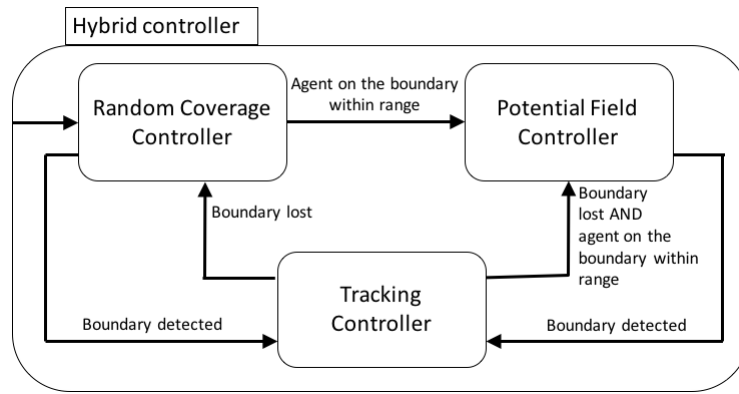 Hybrid controller
Random Coverage
Controller
Agent on the boundary
within range
Potential Field
Controller
Boundary lost
Boundary
lost AND
agent on the
boundary within
range
Tracking
Controller
Boundary detected
Boundary detected